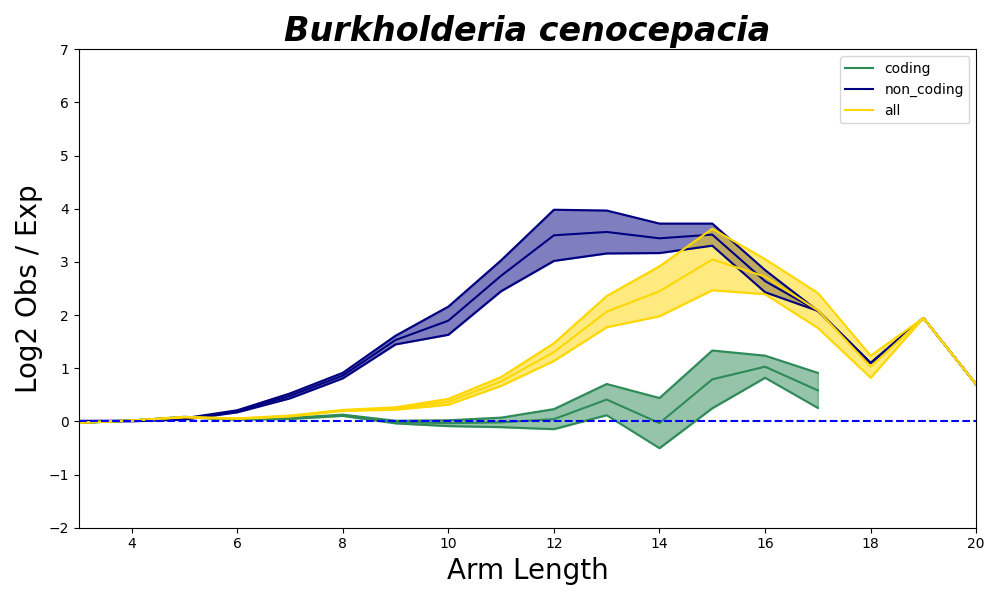 Burkholderia cenocepacia
7
6
5
4
3
2
1
0
−1
−2
Log2 Obs / Exp
coding
non_coding
all
4 6 8 10 12 14 16 18 20
Arm Length